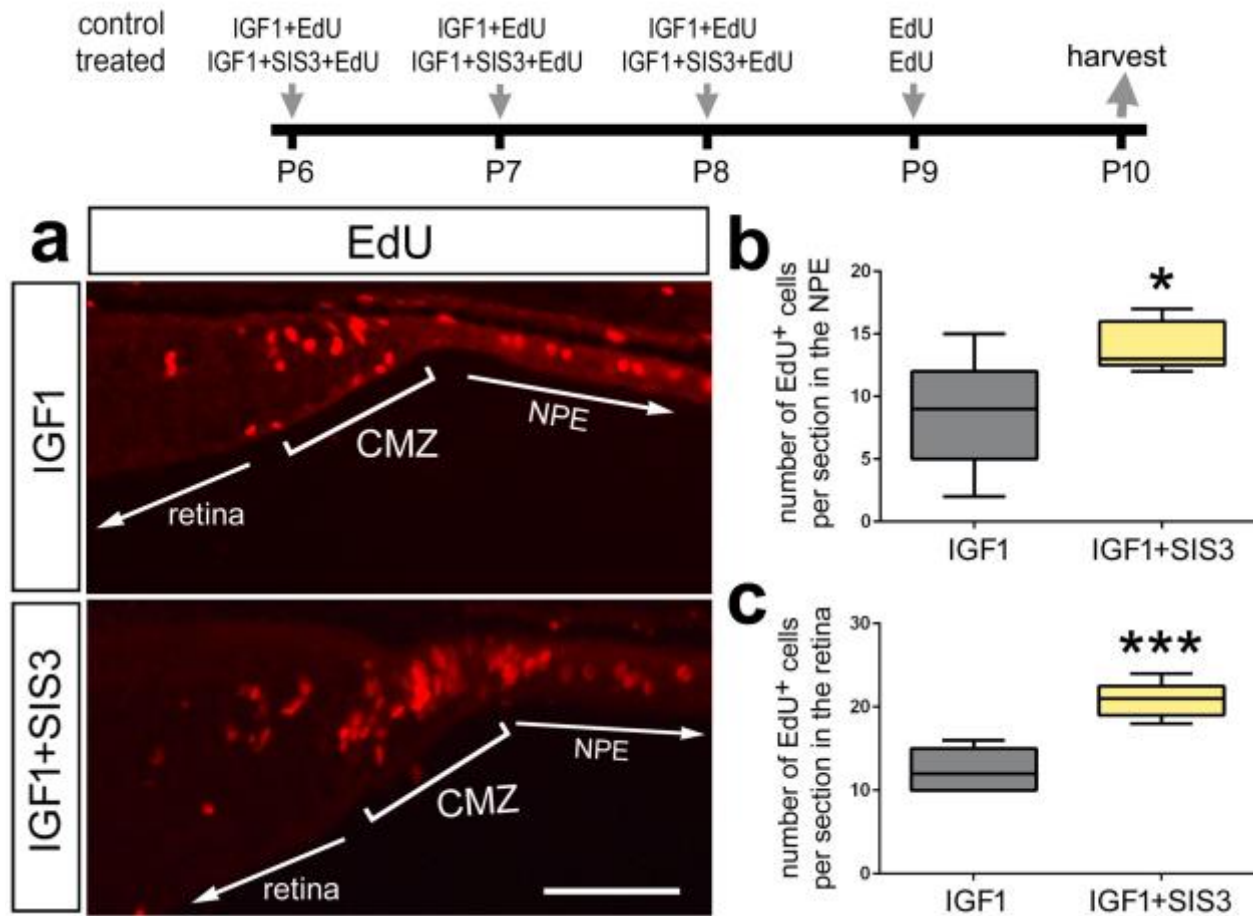 control IGF1+EdU IGF1+EdU IGF1+EdU EdU
treated IGF1+SIS3+EdU IGF1+SIS3+EdU IGF1+SIS3+EdU EdU harvest
P6 P7 P8 P9 P10
a
EdU
IGF1
CMZ
NPE
retina
IGF1+SIS3
CMZ
NPE
retina
b
number of EdU⁺ cells
per section in the NPE
20
15
10
5
0
*
IGF1 IGF1+SIS3
c
number of EdU⁺ cells
per section in the retina
30
20
10
0
***
IGF1 IGF1+SIS3